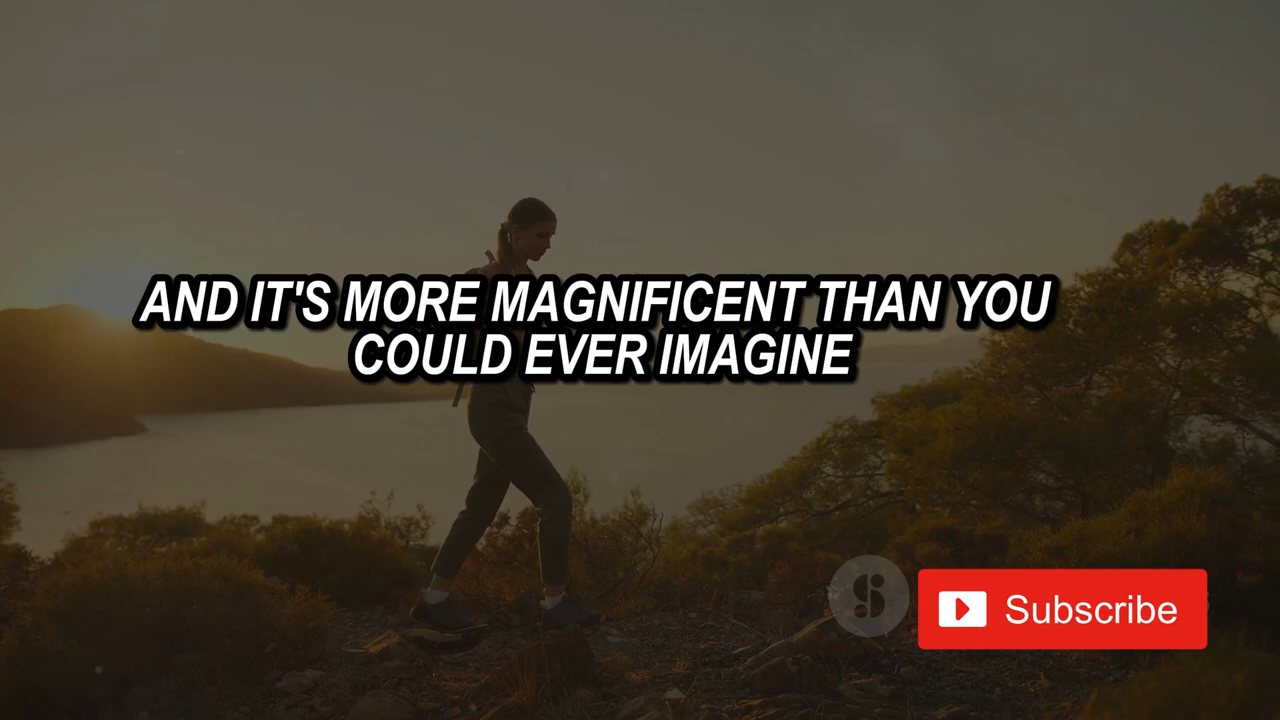 AND IT'S MORE MAGNIFICENT THAN YOU
COULD EVER IMAGINE
Subscribe